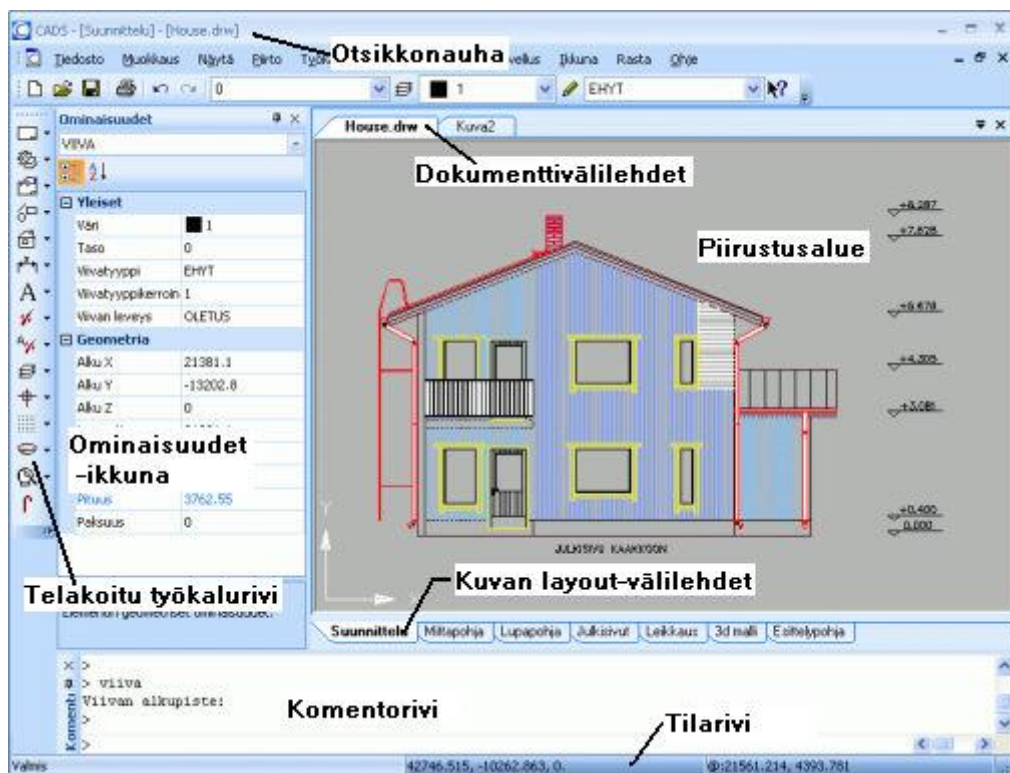 CADS - [Suunnittelu] - [House.drw]
Otsikkonauha
Tiedosto Muokkaus Näytä Piirto Ikkuna Rasta Ohje
0 1 EHYT
Ominaisuudet
VIIVA
House.drw Kuva2
Dokumenttivälilehdet
Yleiset
Väri 1
Taso 0
Viivatyyppi EHYT
Viivatyyppikerroin 1
Viivan leveys OLETUS
Geometria
Alku X 21381.1
Alku Y -13202.8
Alku Z 0
Ominaisuudet
-ikkuna
Pituus 3762.55
Paksuus 0
Telakoitu työkalurivi
Piirustusalue
+7,678
+4,305
+3,081
+0,400
0,000
JULKISIVU KAAKKOON
Kuvan layout-välilehdet
Suunnittelu Mittapohja Lupapohja Julkisivut Leikkaus 3d malli Esittelypohja
>
> viiva
Viivan alkupiste:
>
>
Komentorivi
Tilarivi
Valmis 42746.515, -10262.863, 0. @:21561.214, 4393.781